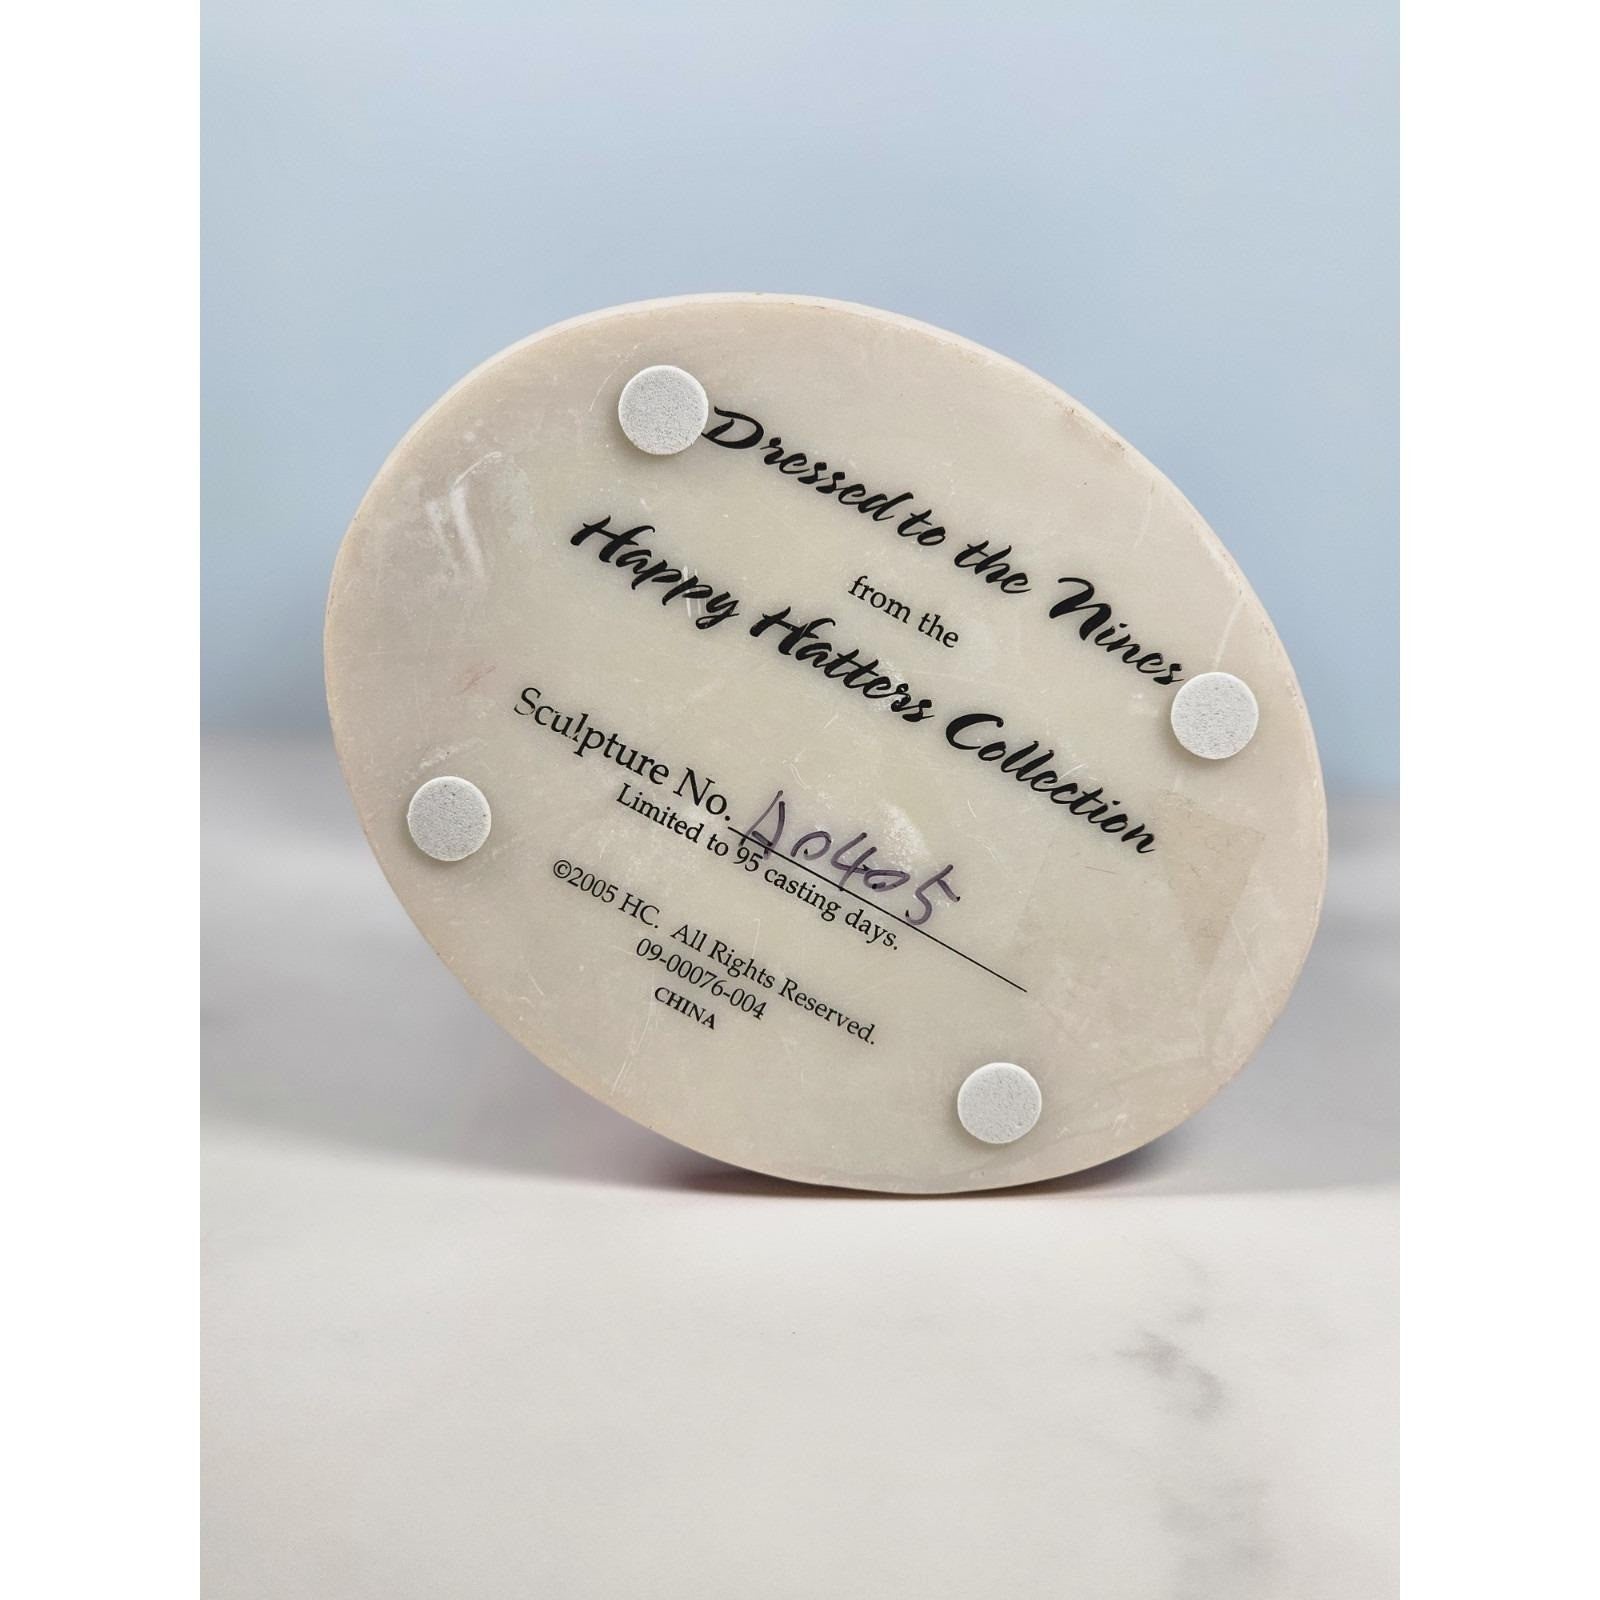 Dressed to the Nines
from the
Happy Hatters Collection
Sculpture No. A0405
Limited to 95 casting days.
©2005 HC. All Rights Reserved.
09-00076-004
CHINA